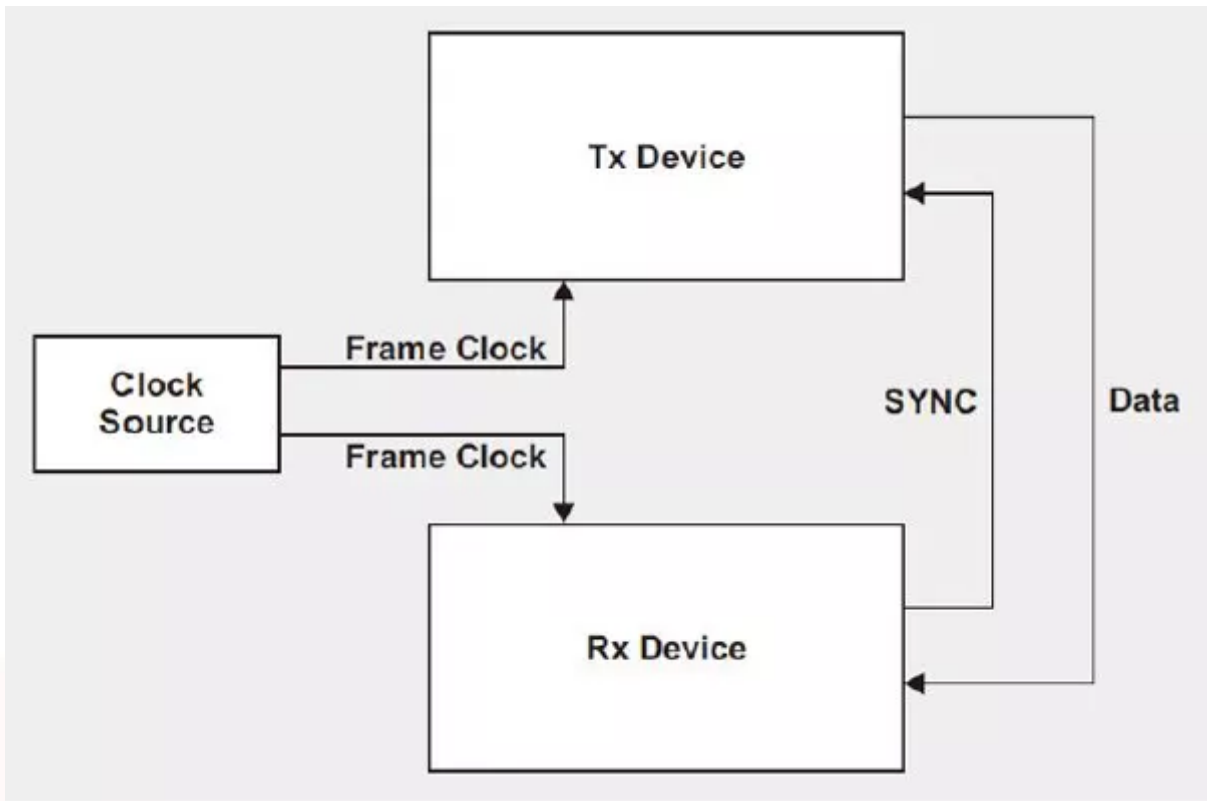 Tx Device
Frame Clock
Clock
Source
Frame Clock
SYNC
Data
Rx Device